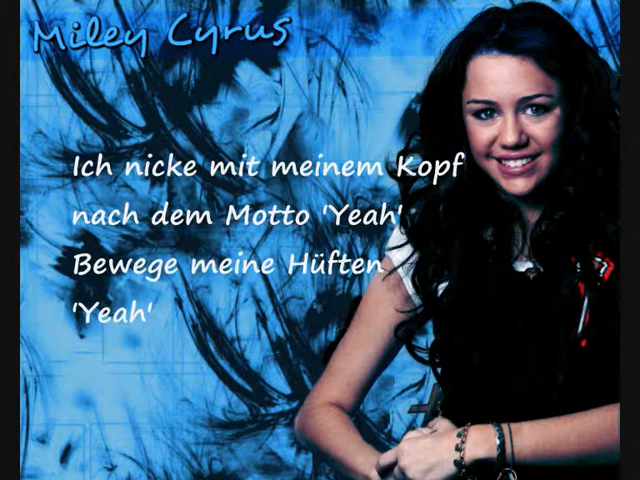 Miley Cyrus
Ich nicke mit meinem Kopf
nach dem Motto 'Yeah'
Bewege meine Hüften
'Yeah'